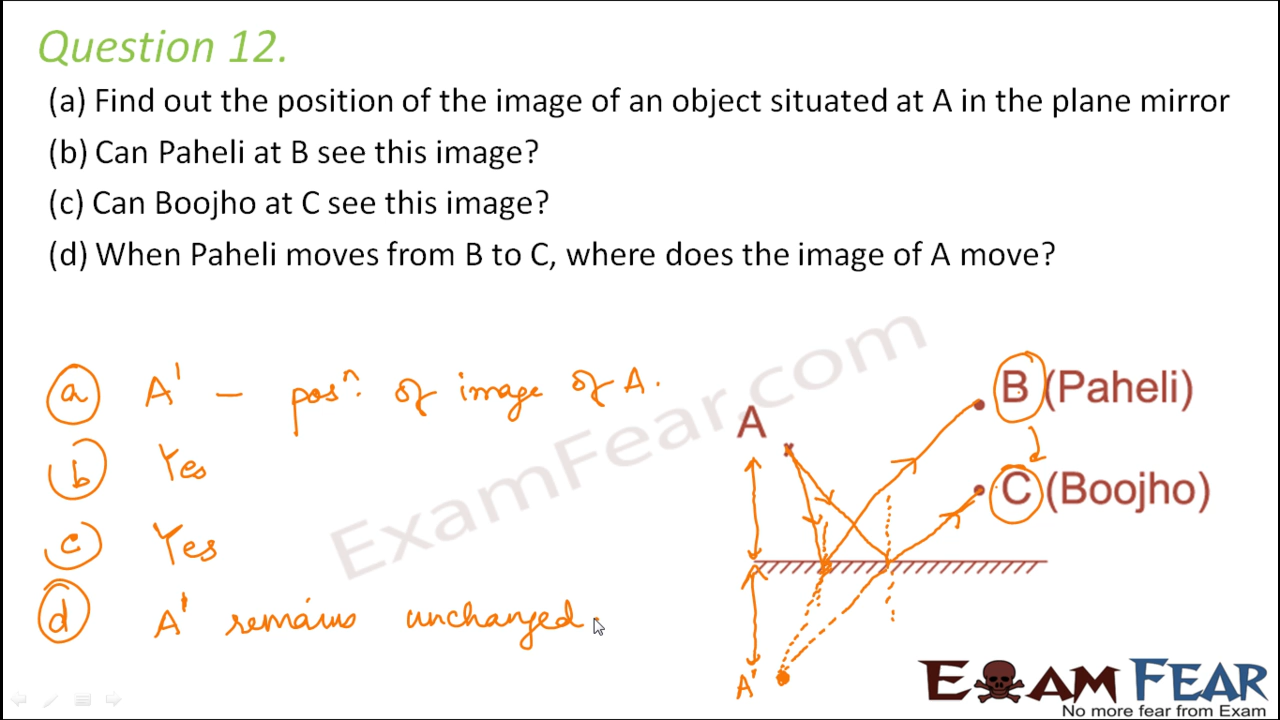 Question 12.
(a) Find out the position of the image of an object situated at A in the plane mirror
(b) Can Paheli at B see this image?
(c) Can Boojho at C see this image?
(d) When Paheli moves from B to C, where does the image of A move?
ExamFear.com
a A' - posⁿ. of image of A.
b Yes
c Yes
d A' remains unchanged.
A
B (Paheli)
C (Boojho)
A'
EXAM FEAR
No more fear from Exam